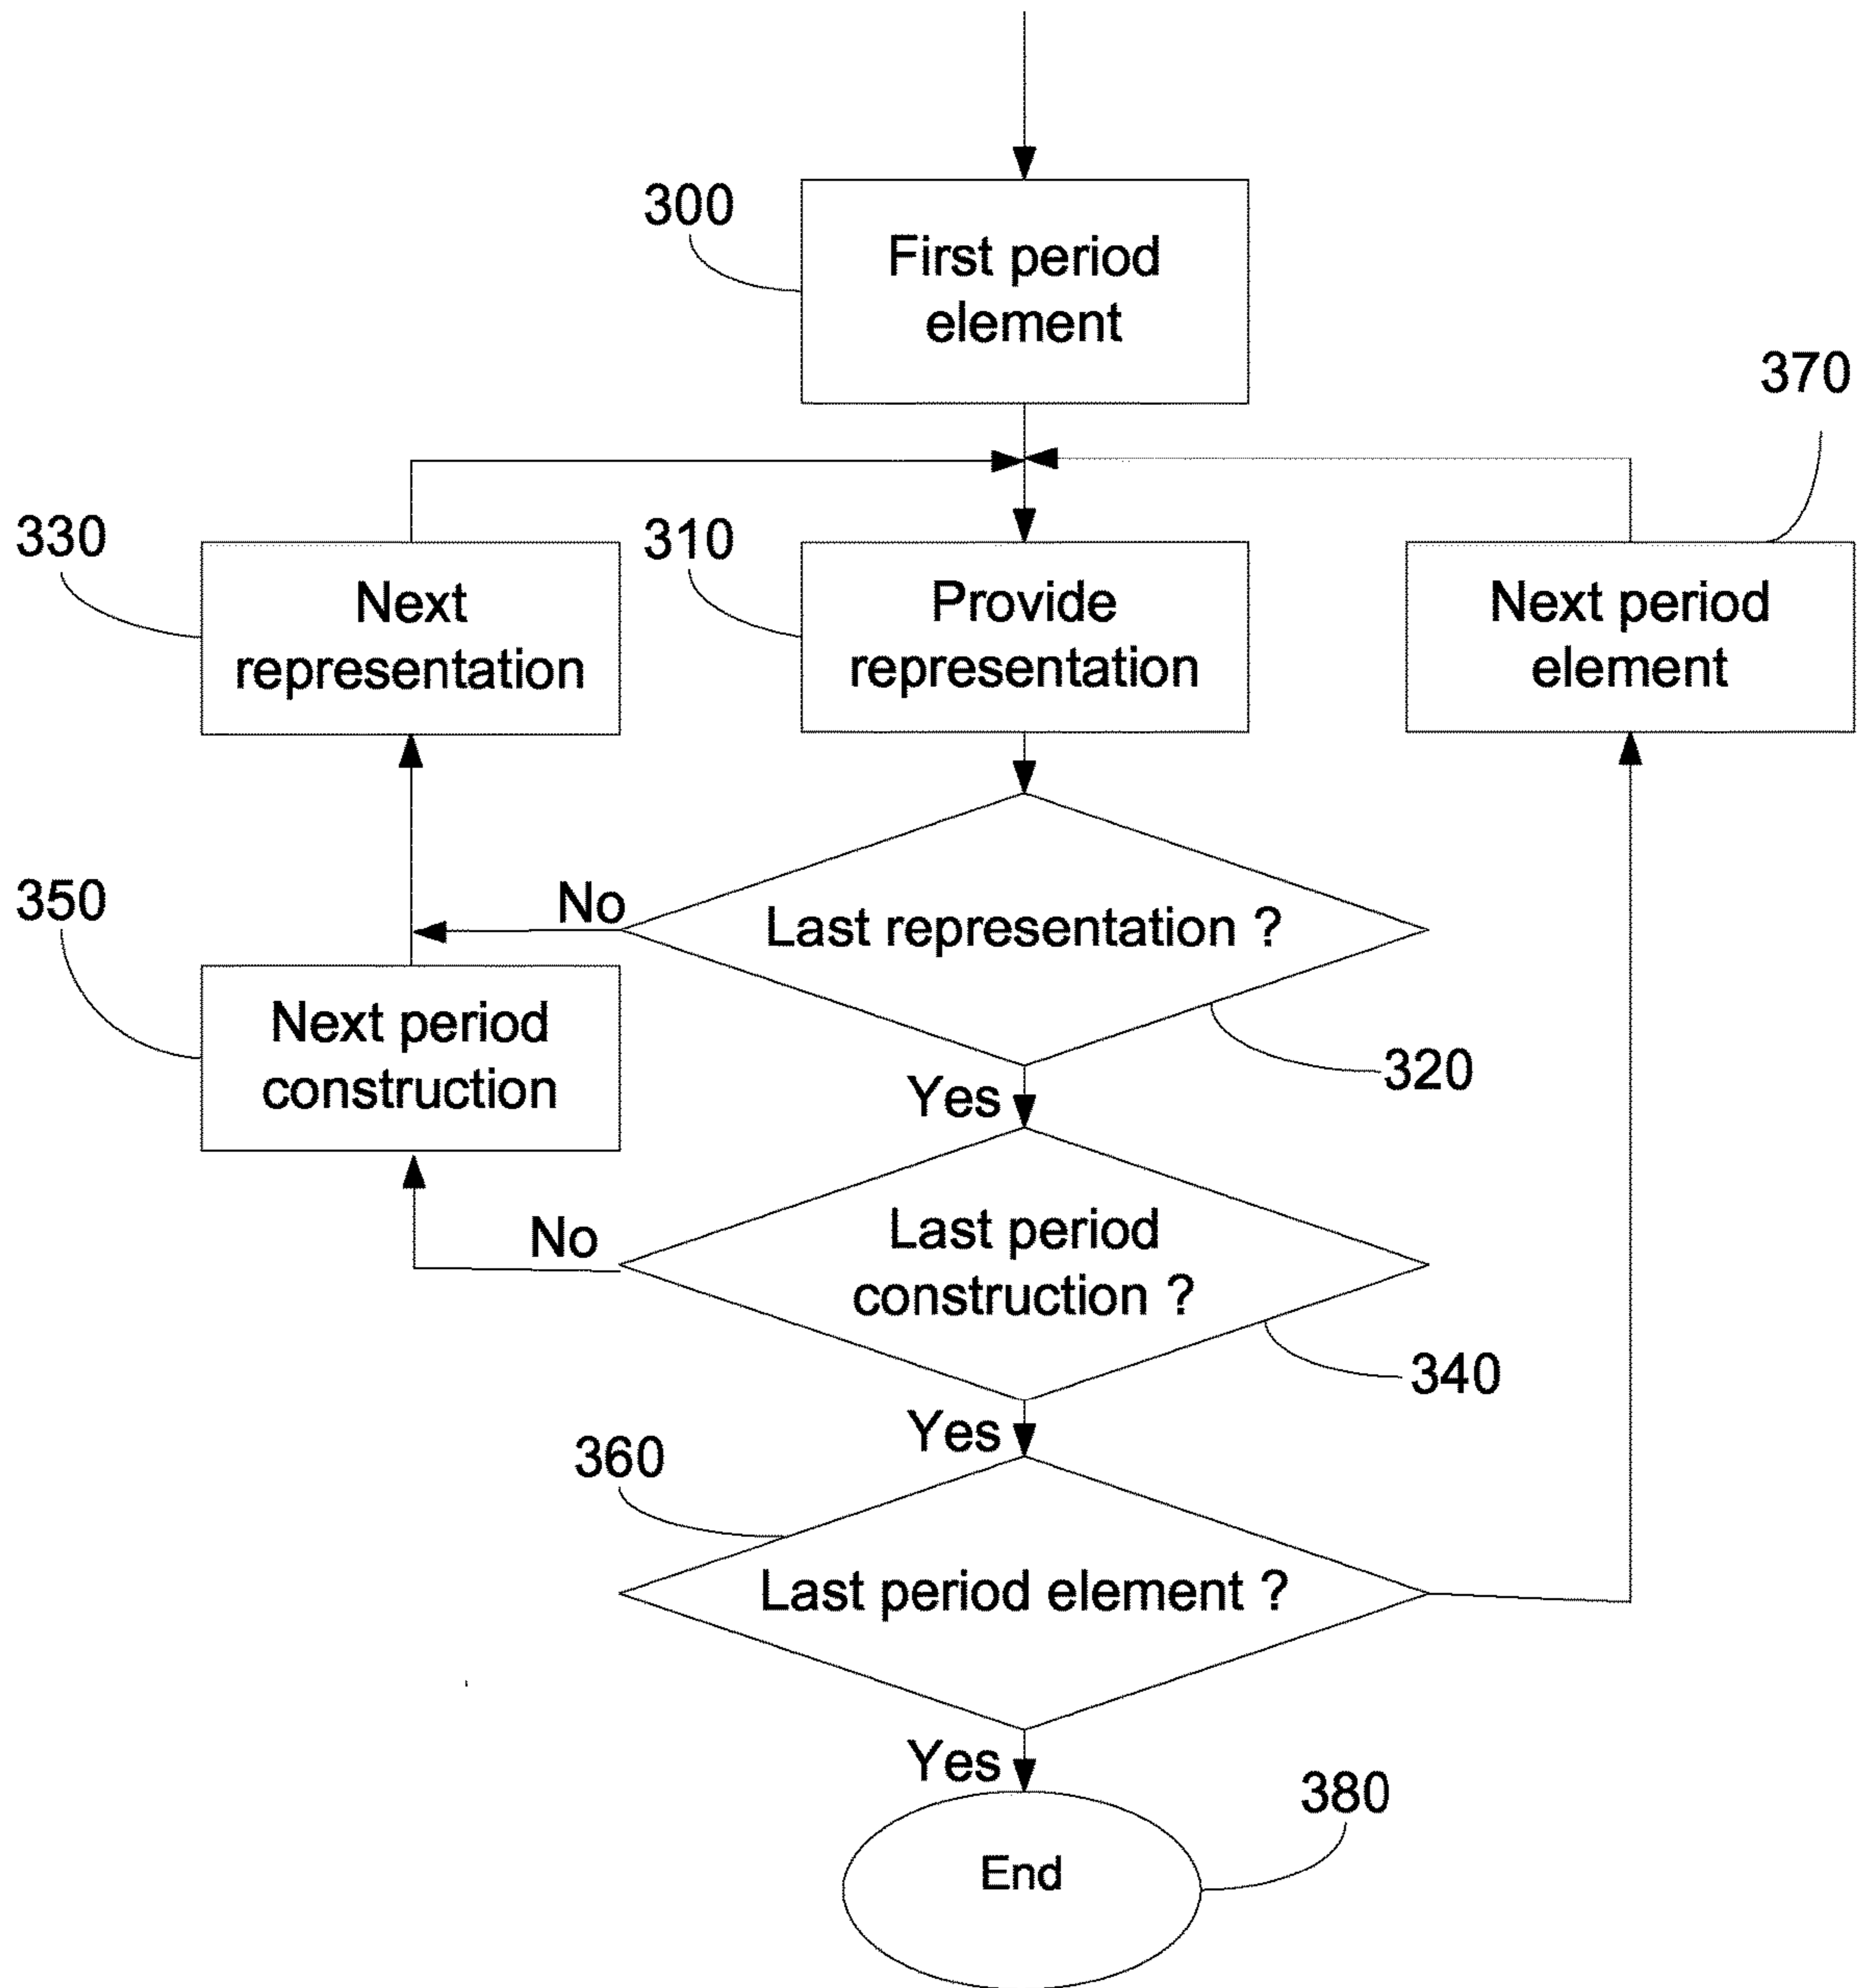 300
First period
element
370
330
310
Next
representation
Provide
representation
Next period
element
350
No
Last representation ?
Next period
construction
320
Yes
No
Last period
construction ?
340
Yes
360
Last period element ?
Yes
380
End